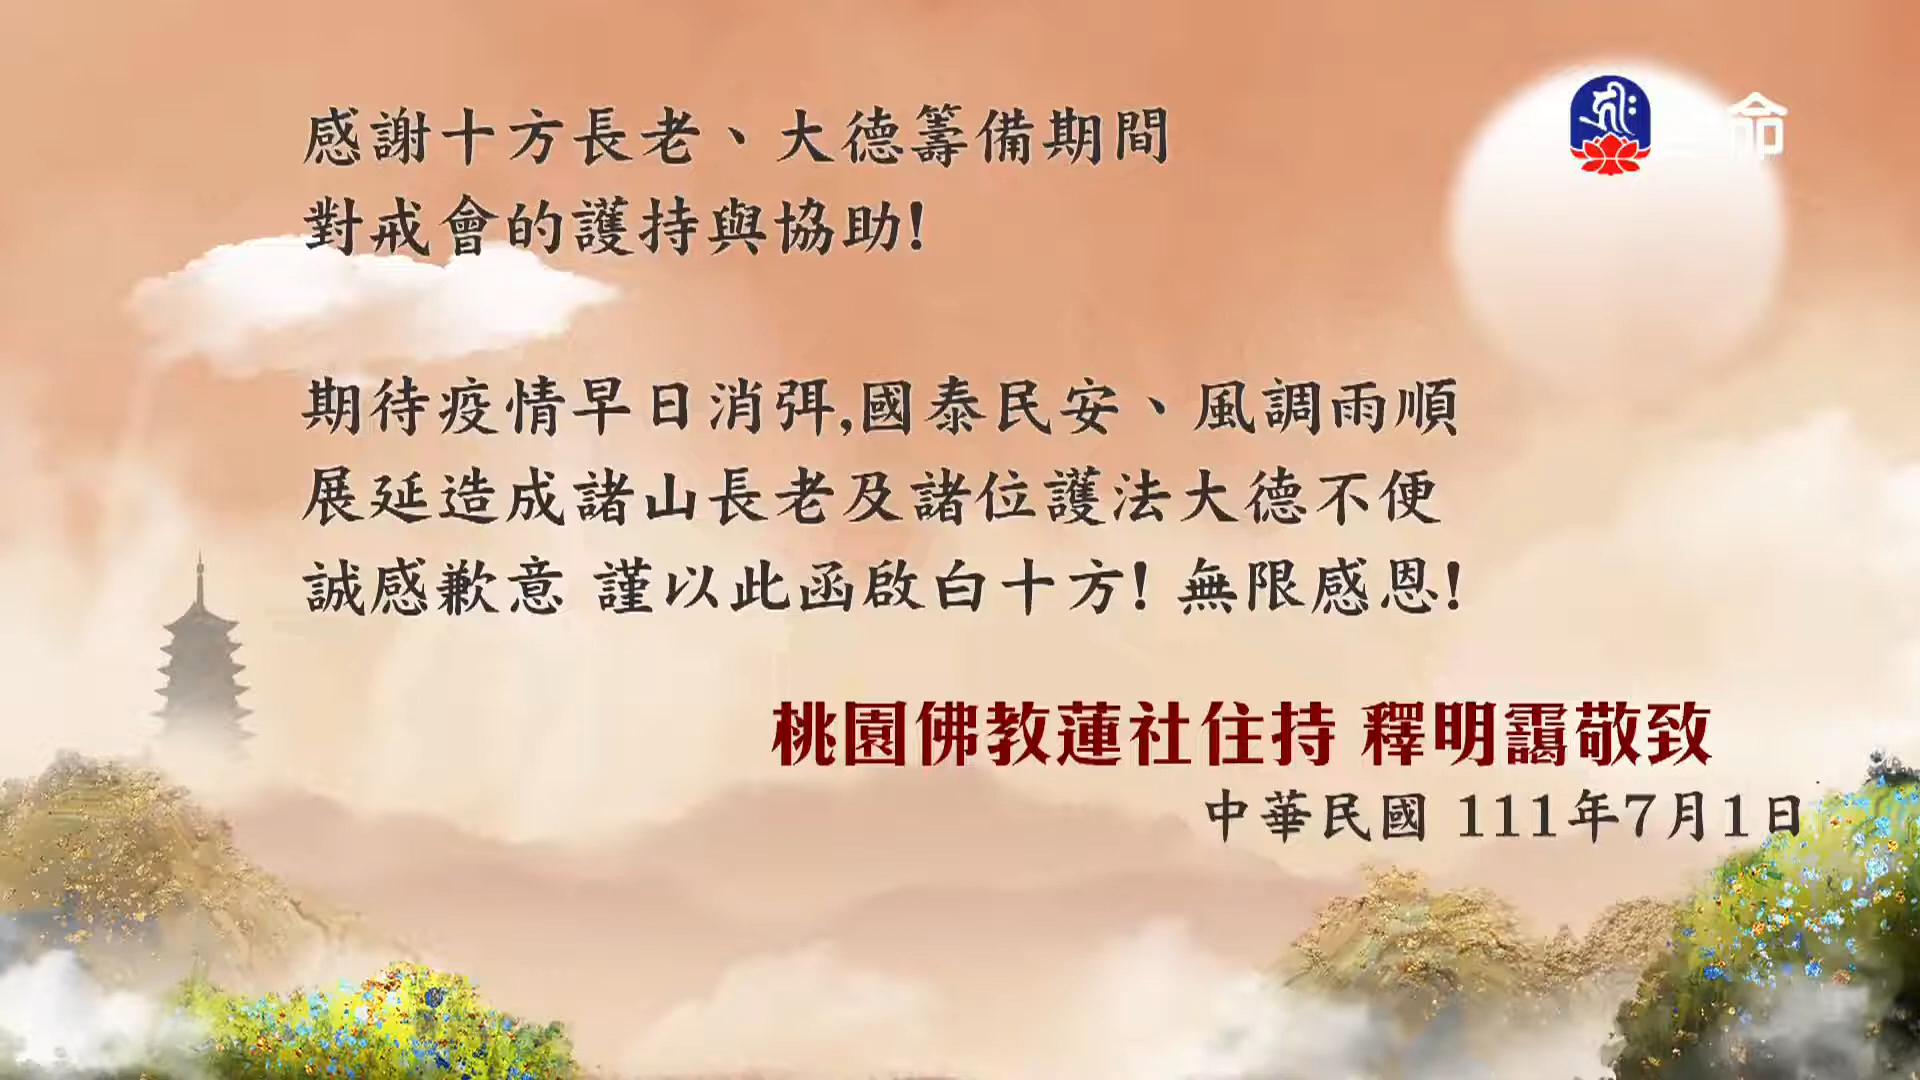 命
感謝十方長老、大德籌備期間
對戒會的護持與協助!
期待疫情早日消弭,國泰民安、風調雨順
展延造成諸山長老及諸位護法大德不便
誠感歉意 謹以此函啟白十方! 無限感恩!
桃園佛教蓮社住持 釋明靄敬致
中華民國 111年7月1日